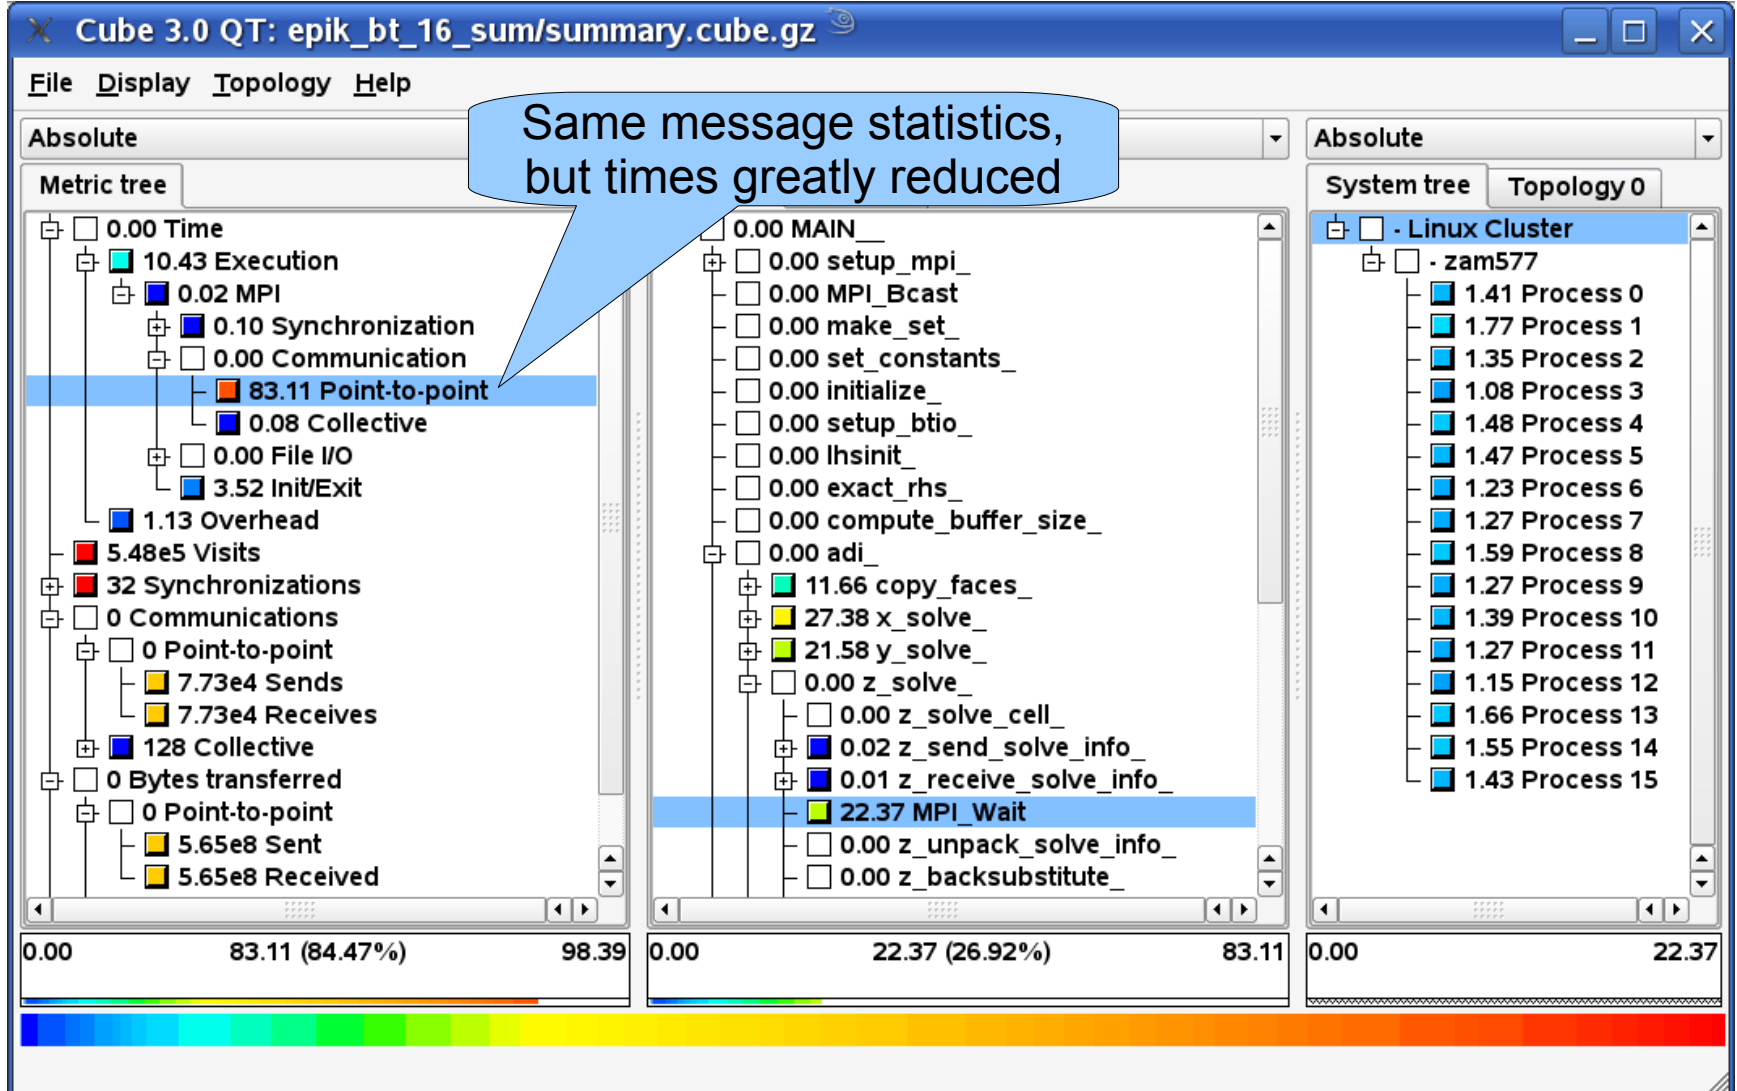 Cube 3.0 QT: epik_bt_16_sum/summary.cube.gz
File Display Topology Help
Same message statistics,
but times greatly reduced
Absolute
Metric tree
0.00 Time
10.43 Execution
0.02 MPI
0.10 Synchronization
0.00 Communication
83.11 Point-to-point
0.08 Collective
0.00 File I/O
3.52 Init/Exit
1.13 Overhead
5.48e5 Visits
32 Synchronizations
0 Communications
0 Point-to-point
7.73e4 Sends
7.73e4 Receives
128 Collective
0 Bytes transferred
0 Point-to-point
5.65e8 Sent
5.65e8 Received
0.00 83.11 (84.47%) 98.39
0.00 MAIN__
0.00 setup_mpi_
0.00 MPI_Bcast
0.00 make_set_
0.00 set_constants_
0.00 initialize_
0.00 setup_btio_
0.00 lhsinit_
0.00 exact_rhs_
0.00 compute_buffer_size_
0.00 adi_
11.66 copy_faces_
27.38 x_solve_
21.58 y_solve_
0.00 z_solve_
0.00 z_solve_cell_
0.02 z_send_solve_info_
0.01 z_receive_solve_info_
22.37 MPI_Wait
0.00 z_unpack_solve_info_
0.00 z_backsubstitute_
0.00 22.37 (26.92%) 83.11
Absolute
System tree Topology 0
- Linux Cluster
- zam577
1.41 Process 0
1.77 Process 1
1.35 Process 2
1.08 Process 3
1.48 Process 4
1.47 Process 5
1.23 Process 6
1.27 Process 7
1.59 Process 8
1.27 Process 9
1.39 Process 10
1.27 Process 11
1.15 Process 12
1.66 Process 13
1.55 Process 14
1.43 Process 15
0.00 22.37